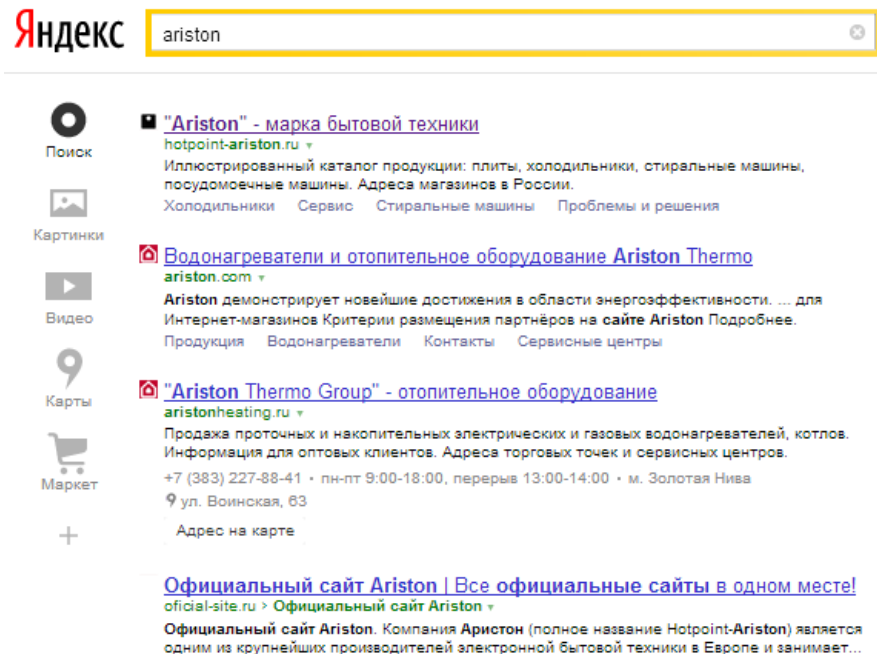 Яндекс
ariston
Поиск
Картинки
Видео
Карты
Маркет
"Ariston" - марка бытовой техники
hotpoint-ariston.ru
Иллюстрированный каталог продукции: плиты, холодильники, стиральные машины,
посудомоечные машины. Адреса магазинов в России.
Холодильники Сервис Стиральные машины Проблемы и решения
Водонагреватели и отопительное оборудование Ariston Thermo
ariston.com
Ariston демонстрирует новейшие достижения в области энергоэффективности. ... для
Интернет-магазинов Критерии размещения партнёров на сайте Ariston Подробнее.
Продукция Водонагреватели Контакты Сервисные центры
"Ariston Thermo Group" - отопительное оборудование
aristonheating.ru
Продажа проточных и накопительных электрических и газовых водонагревателей, котлов.
Информация для оптовых клиентов. Адреса торговых точек и сервисных центров.
+7 (383) 227-88-41 • пн-пт 9:00-18:00, перерыв 13:00-14:00 • м. Золотая Нива
ул. Воинская, 63
Адрес на карте
Официальный сайт Ariston | Все официальные сайты в одном месте!
oficial-site.ru > Официальный сайт Ariston
Официальный сайт Ariston. Компания Аристон (полное название Hotpoint-Ariston) является
одним из крупнейших производителей электронной бытовой техники в Европе и занимает...